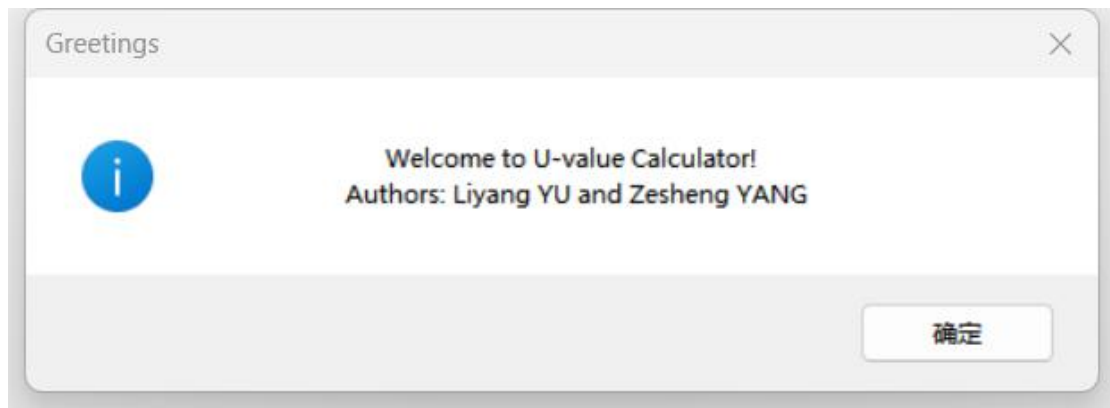 Greetings
Welcome to U-value Calculator!
Authors: Liyang YU and Zesheng YANG
确定